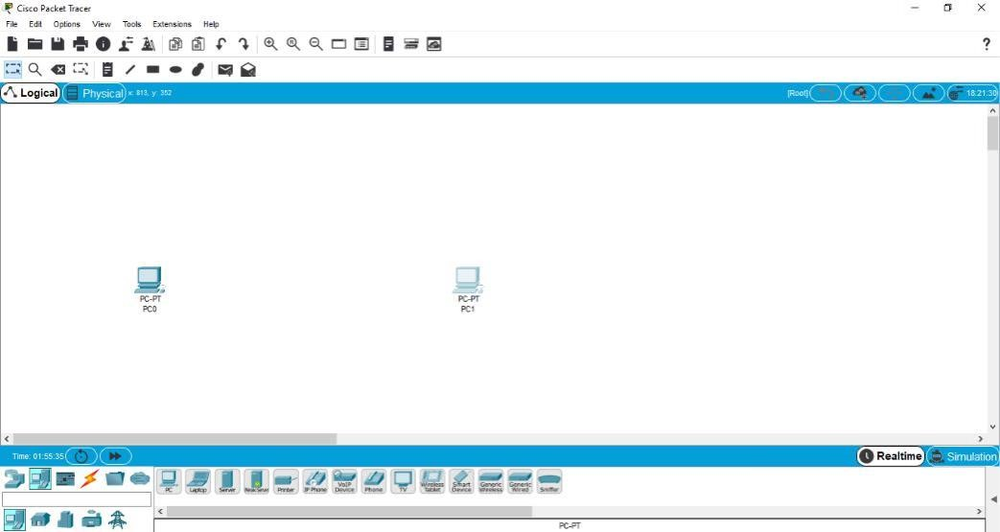 Cisco Packet Tracer
File Edit Options View Tools Extensions Help
?
Logical Physical x: 813, y: 352 [Root] 18:21:30
PC-PT PC-PT
PC0 PC1
Time: 01:55:35 Realtime Simulation
PC Laptop Server Printer IP Phone VoIP Device Phone TV Wireless Tablet Smart Device Generic Wireless Generic Wired Sniffer
PC-PT